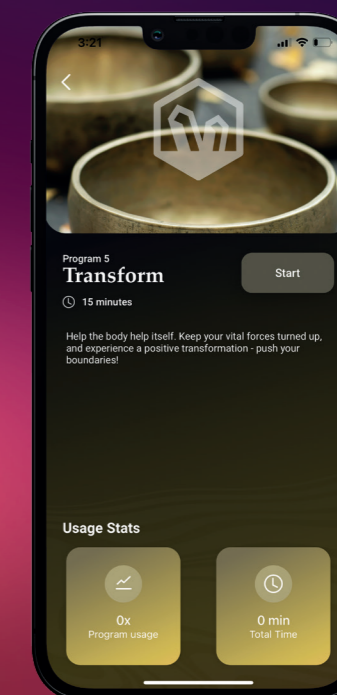 3:21
Program 5
Transform
Start
15 minutes
Help the body help itself. Keep your vital forces turned up,
and experience a positive transformation - push your
boundaries!
Usage Stats
0x
Program usage
0 min
Total Time